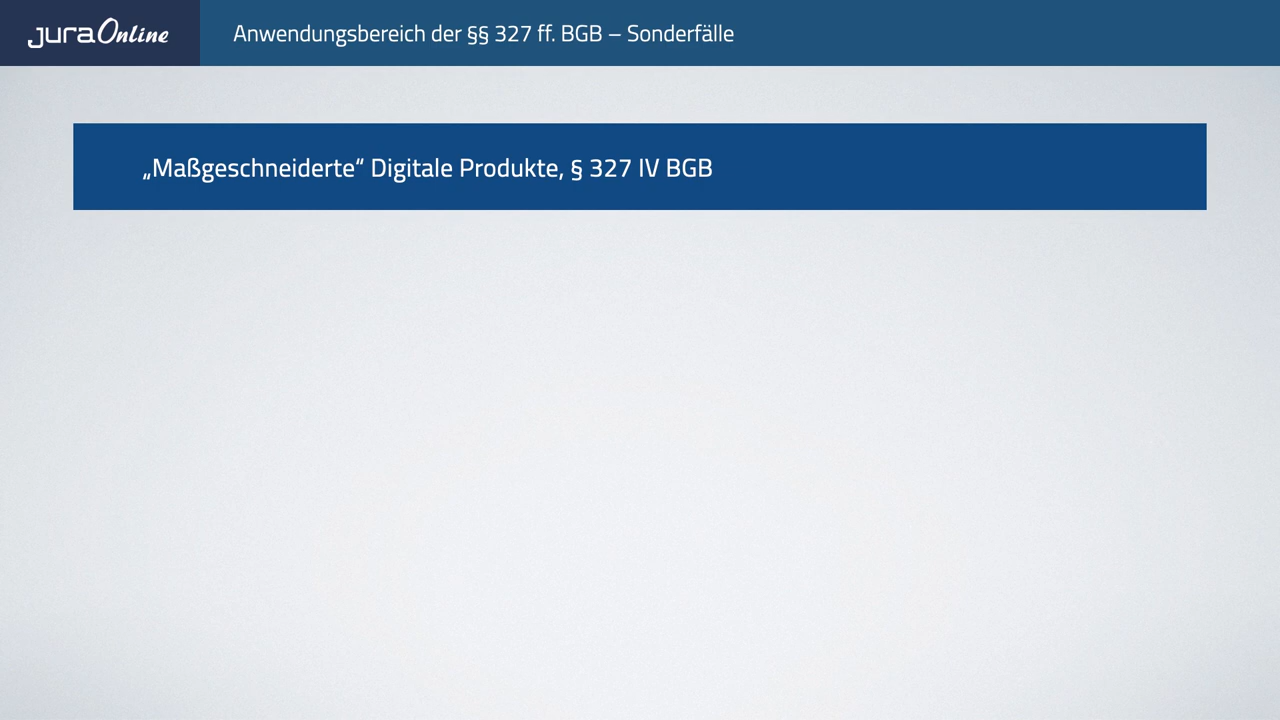 juraOnline
Anwendungsbereich der §§ 327 ff. BGB – Sonderfälle
„Maßgeschneiderte“ Digitale Produkte, § 327 IV BGB